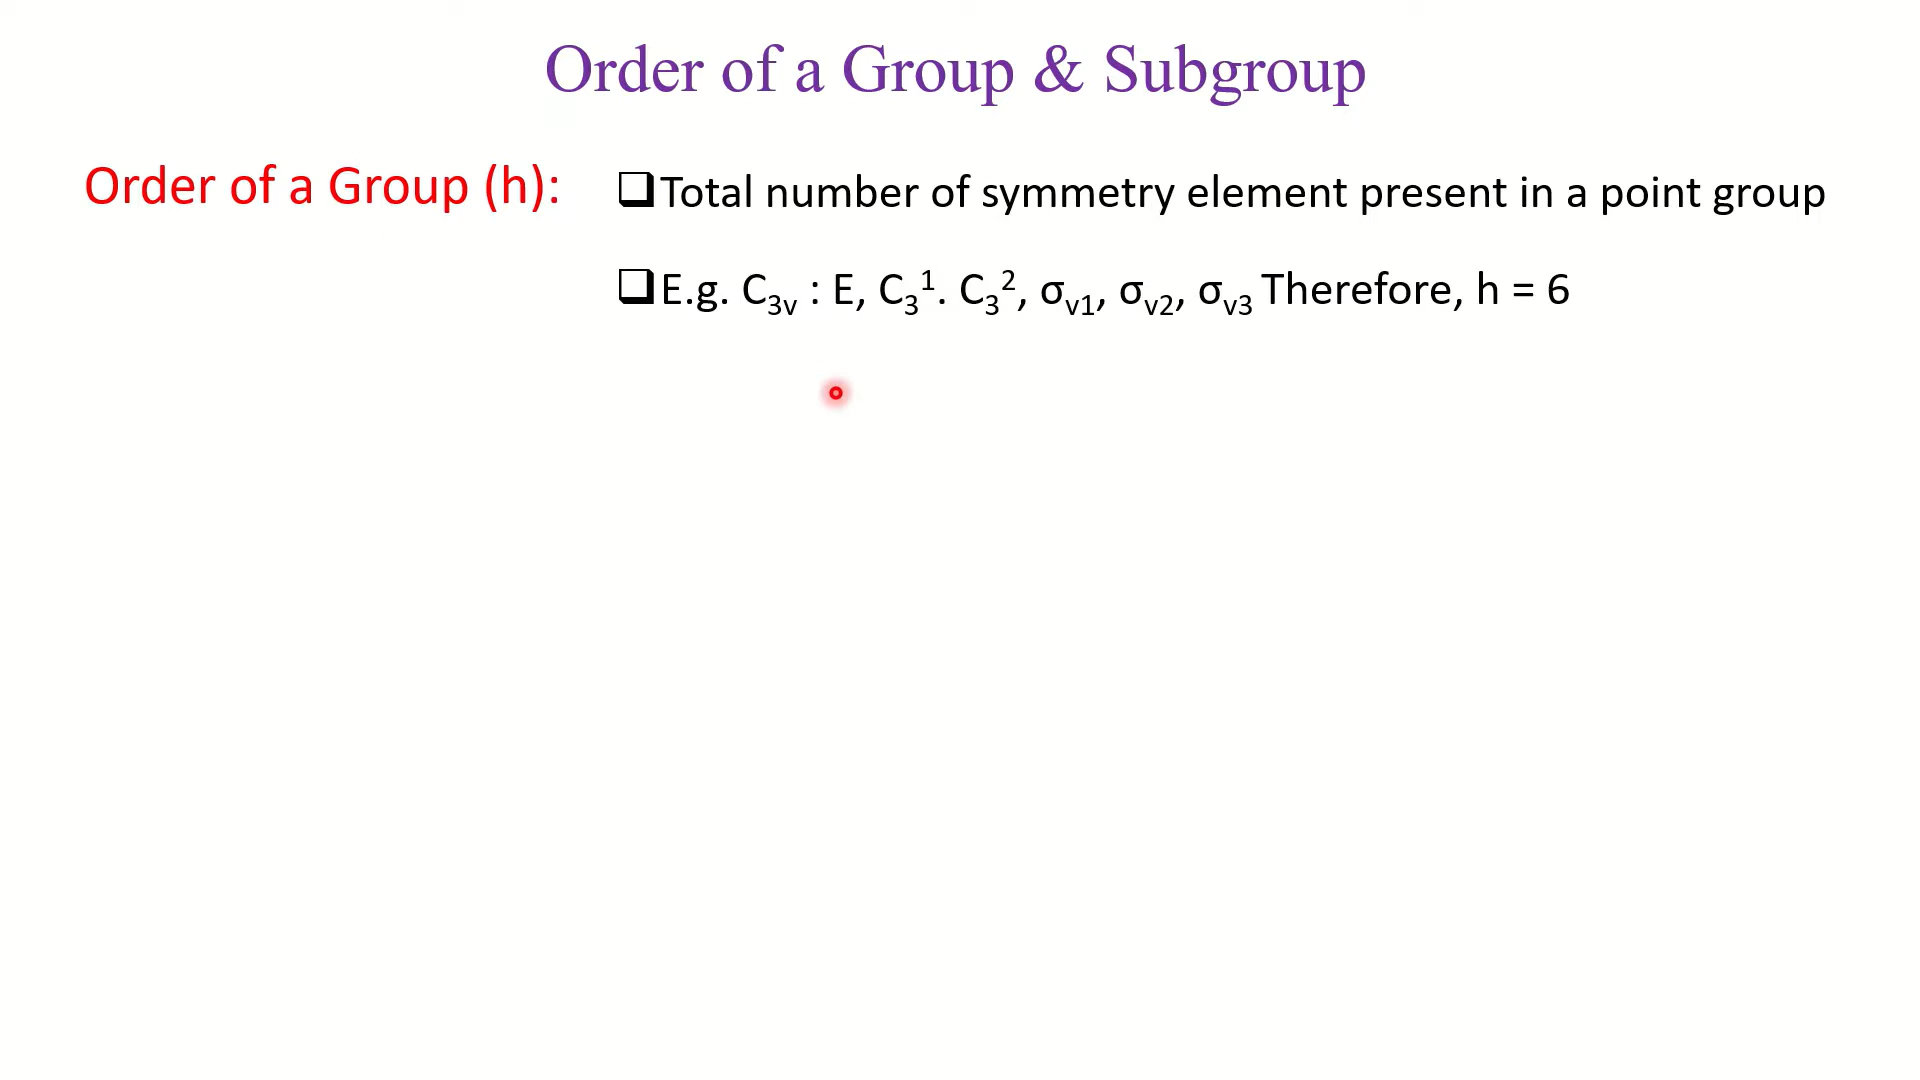 Order of a Group & Subgroup
Order of a Group (h):
❑Total number of symmetry element present in a point group
❑E.g. C₃ᵥ : E, C₃¹. C₃², σᵥ₁, σᵥ₂, σᵥ₃ Therefore, h = 6